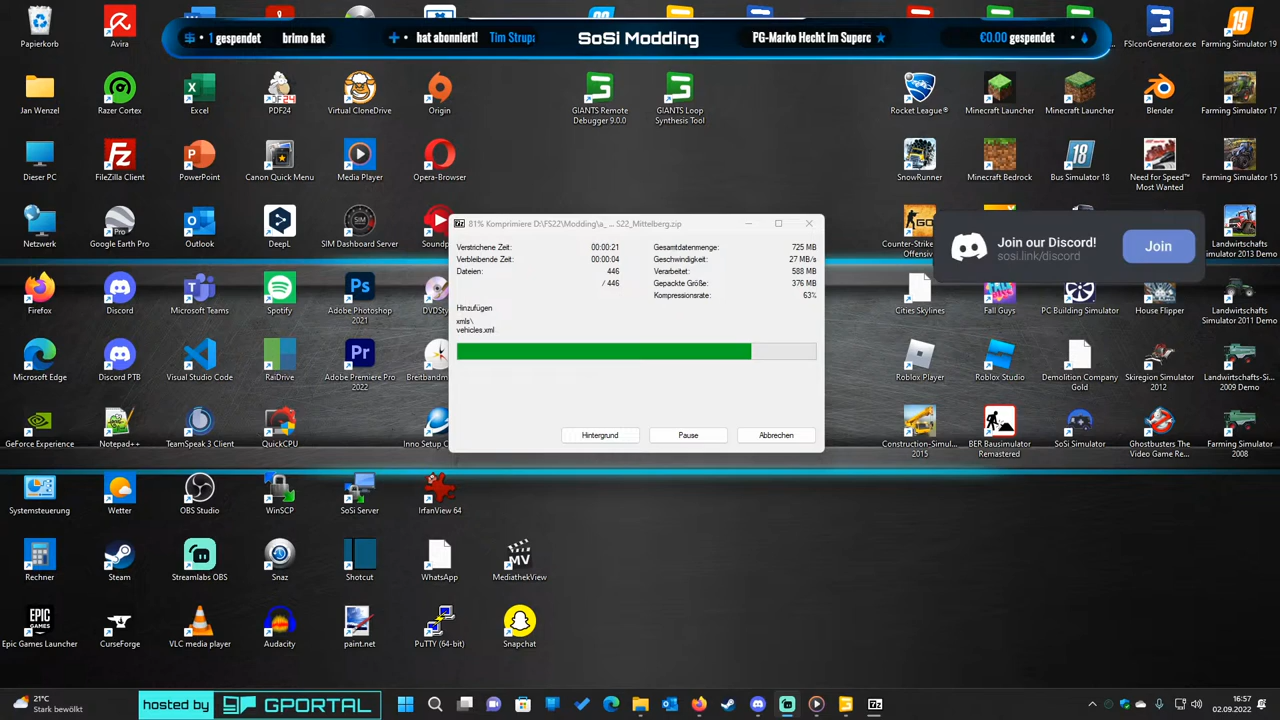 $ • 1 gespendet
brimo hat
+ • hat abonniert!
Tim Strup
SoSi Modding
PG-Marko Hecht im Superc
€0.00 gespendet
Papierkorb
Avira
FSIconGenerator.exe
Farming Simulator 19
Jan Wenzel
Razer Cortex
Excel
PDF24
Virtual CloneDrive
Origin
GIANTS Remote
Debugger 9.0.0
GIANTS Loop
Synthesis Tool
Rocket League®
Minecraft Launcher
Minecraft Launcher
Blender
Farming Simulator 17
Dieser PC
FileZilla Client
PowerPoint
Canon Quick Menu
Media Player
Opera-Browser
SnowRunner
Minecraft Bedrock
Bus Simulator 18
Need for Speed™
Most Wanted
Farming Simulator 15
Netzwerk
Google Earth Pro
Outlook
DeepL
SIM Dashboard Server
Soundp
Counter-Strike
Offensiv
Landwirtschafts
imulator 2013
81% Komprimiere D:\FS22\Modding\a_ ... S22_Mittelberg.zip
Verstrichene Zeit:
00:00:21
Gesamtdatenmenge:
725 MB
Verbleibende Zeit:
00:00:04
Geschwindigkeit:
27 MB/s
Dateien:
446
Verarbeitet:
588 MB
/ 446
Gepackte Größe:
376 MB
Kompressionsrate:
63%
Hinzufügen
xmls\
vehicles.xml
Hintergrund
Pause
Abbrechen
Join our Discord!
sosi.link/discord
Join
Firefox
Discord
Microsoft Teams
Spotify
Adobe Photoshop
2021
DVDSty
Cities Skylines
Fall Guys
PC Building Simulator
House Flipper
Landwirtschafts-...
Simulator 2011 Demo
Microsoft Edge
Discord PTB
Visual Studio Code
RaiDrive
Adobe Premiere Pro
2022
Breitbandm
Roblox Player
Roblox Studio
Demolition Company
Gold
Skiregion Simulator
2012
Landwirtschafts-Si...
2009 Demo
GeForce Experience
Notepad++
TeamSpeak 3 Client
QuickCPU
Inno Setup C
Construction-Simul...
2015
BER Bausimulator
Remastered
SoSi Simulator
Ghostbusters The
Video Game Re...
Farming Simulator
2008
Systemsteuerung
Wetter
OBS Studio
WinSCP
SoSi Server
IrfanView 64
Rechner
Steam
Streamlabs OBS
Snaz
Shotcut
WhatsApp
MediathekView
Epic Games Launcher
CurseForge
VLC media player
Audacity
paint.net
PuTTY (64-bit)
Snapchat
21°C
Stark bewölkt
hosted by
GPORTAL
16:57
02.09.2022